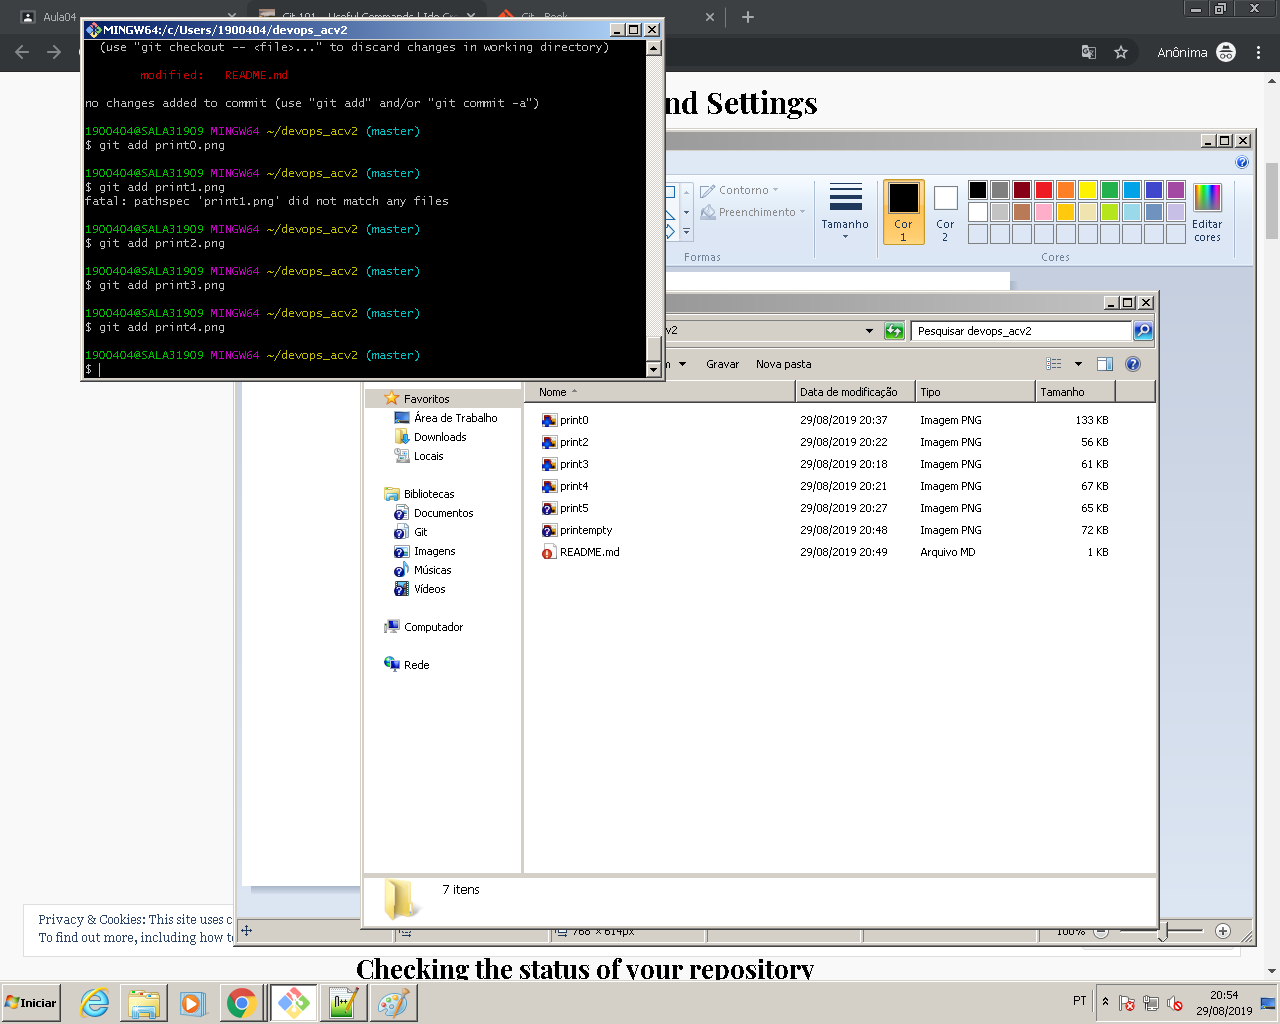 Aula04
Git 101 – Useful Commands | Ide C
Git - Book
Anônima
MINGW64:/c/Users/1900404/devops_acv2
(use "git checkout -- <file>..." to discard changes in working directory)
modified:   README.md
no changes added to commit (use "git add" and/or "git commit -a")
1900404@SALA31909 MINGW64 ~/devops_acv2 (master)
$ git add print0.png
1900404@SALA31909 MINGW64 ~/devops_acv2 (master)
$ git add print1.png
fatal: pathspec 'print1.png' did not match any files
1900404@SALA31909 MINGW64 ~/devops_acv2 (master)
$ git add print2.png
1900404@SALA31909 MINGW64 ~/devops_acv2 (master)
$ git add print3.png
1900404@SALA31909 MINGW64 ~/devops_acv2 (master)
$ git add print4.png
1900404@SALA31909 MINGW64 ~/devops_acv2 (master)
$
nd Settings
Contorno
Preenchimento
Formas
Tamanho
Cor 1
Cor 2
Editar cores
Cores
v2
Pesquisar devops_acv2
Gravar
Nova pasta
Nome
Data de modificação
Tipo
Tamanho
Favoritos
Área de Trabalho
Downloads
Locais
Bibliotecas
Documentos
Git
Imagens
Músicas
Vídeos
Computador
Rede
print0 29/08/2019 20:37 Imagem PNG 133 KB
print2 29/08/2019 20:22 Imagem PNG 56 KB
print3 29/08/2019 20:18 Imagem PNG 61 KB
print4 29/08/2019 20:21 Imagem PNG 67 KB
print5 29/08/2019 20:27 Imagem PNG 65 KB
printempty 29/08/2019 20:48 Imagem PNG 72 KB
README.md 29/08/2019 20:49 Arquivo MD 1 KB
7 itens
Privacy & Cookies: This site uses c
To find out more, including how t
768 × 614px
100%
Checking the status of your repository
Iniciar
PT
20:54
29/08/2019